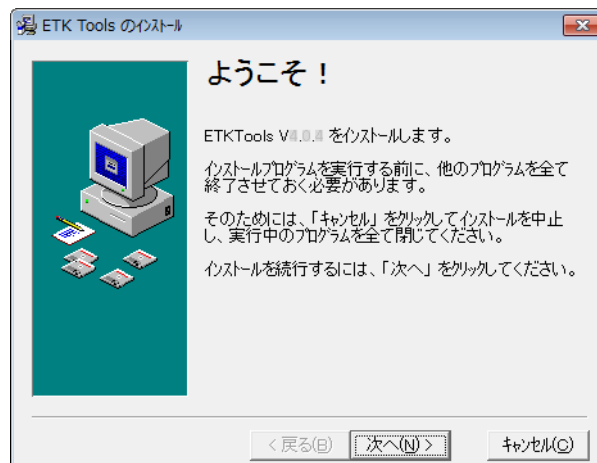 ETK Tools のインストール
ようこそ！
ETKTools V をインストールします。
インストールプログラムを実行する前に、他のプログラムを全て
終了させておく必要があります。
そのためには、「キャンセル」をクリックしてインストールを中止
し、実行中のプログラムを全て閉じてください。
インストールを続行するには、「次へ」をクリックしてください。
< 戻る(B)
次へ(N) >
キャンセル(C)